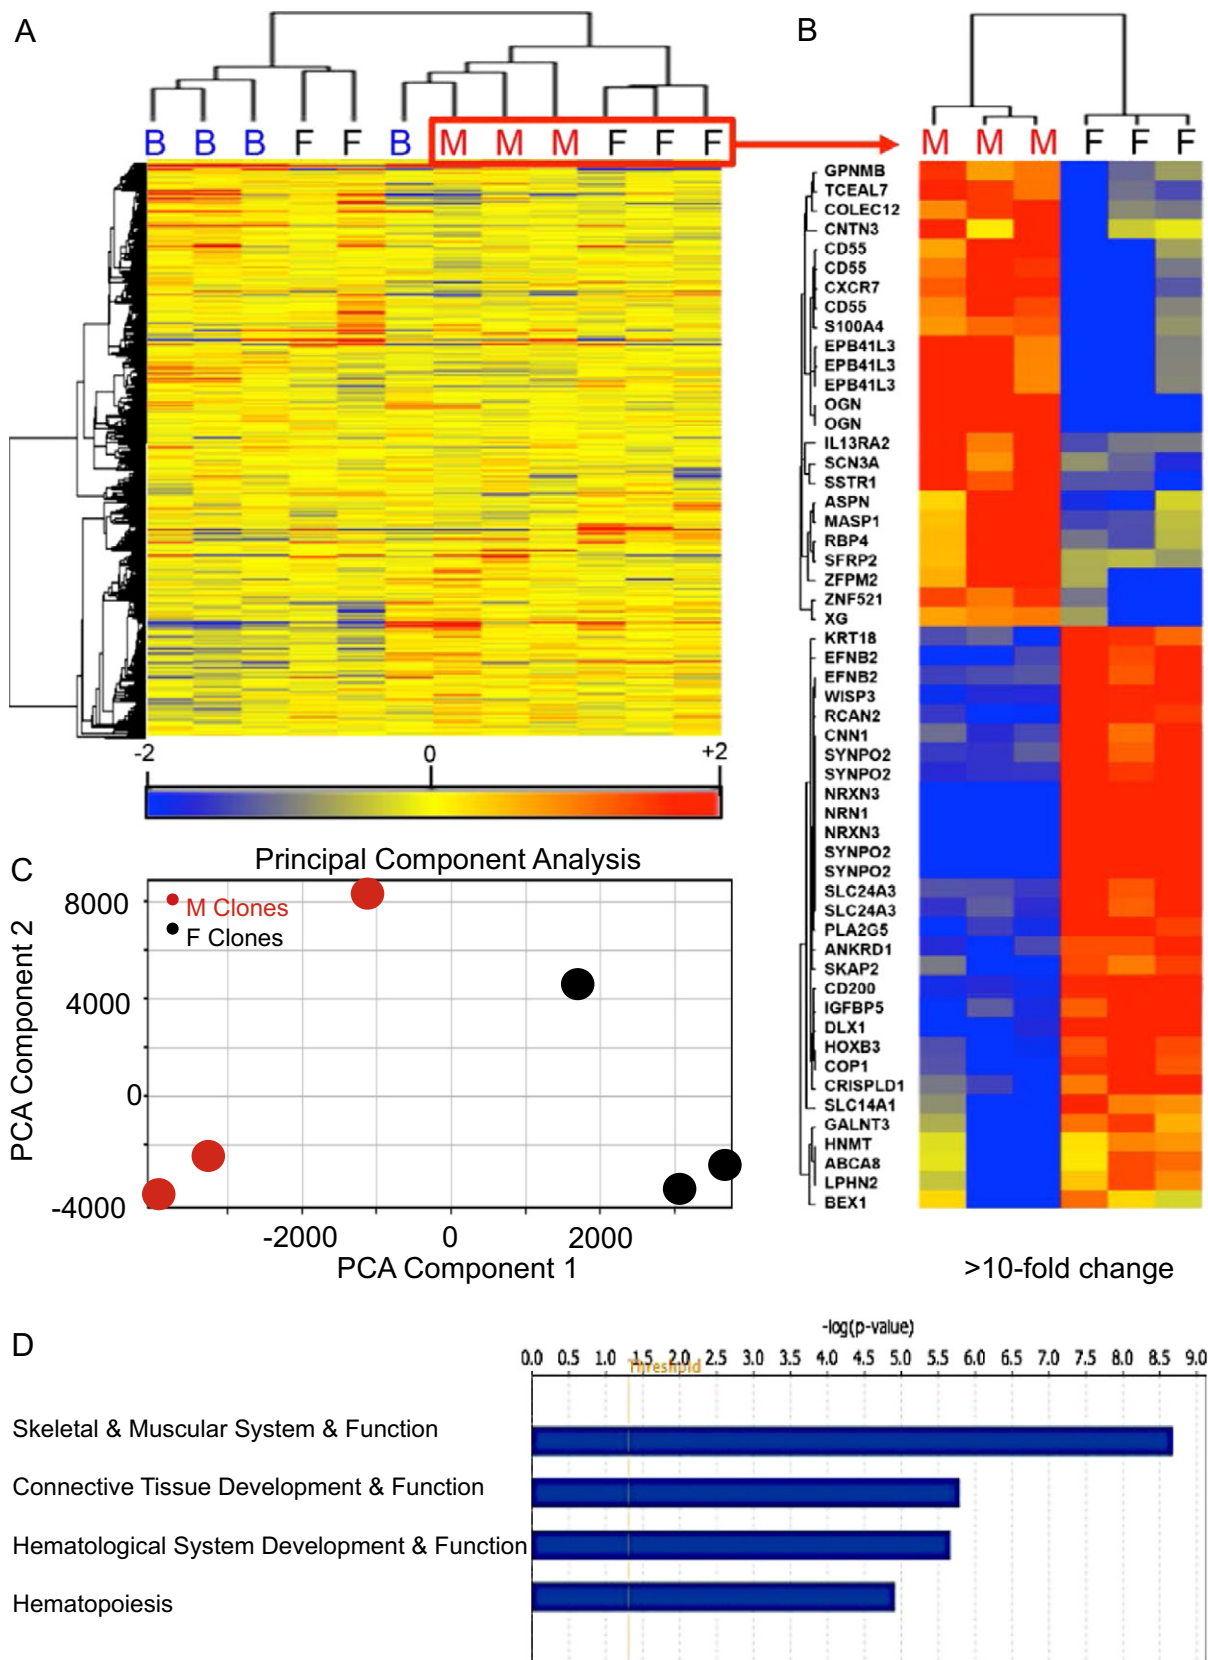 A
B
B B B F F B M M M F F F
M M M F F F
GPNMB
TCEAL7
COLEC12
CNTN3
CD55
CD55
CXCR7
CD55
S100A4
EPB41L3
EPB41L3
EPB41L3
OGN
OGN
IL13RA2
SCN3A
SSTR1
ASPN
MASP1
RBP4
SFRP2
ZFPM2
ZNF521
XG
KRT18
EFNB2
EFNB2
WISP3
RCAN2
CNN1
SYNPO2
SYNPO2
NRXN3
NRN1
NRXN3
SYNPO2
SYNPO2
SLC24A3
SLC24A3
PLA2G5
ANKRD1
SKAP2
CD200
IGFBP5
DLX1
HOXB3
COP1
CRISPLD1
SLC14A1
GALNT3
HNMT
ABCA8
LPHN2
BEX1
>10-fold change
-2 0 +2
C
Principal Component Analysis
M Clones
F Clones
PCA Component 2
8000
4000
0
-4000
-2000 0 2000
PCA Component 1
D
-log(p-value)
0.0 0.5 1.0 1.5 2.0 2.5 3.0 3.5 4.0 4.5 5.0 5.5 6.0 6.5 7.0 7.5 8.0 8.5 9.0
Threshold
Skeletal & Muscular System & Function
Connective Tissue Development & Function
Hematological System Development & Function
Hematopoiesis